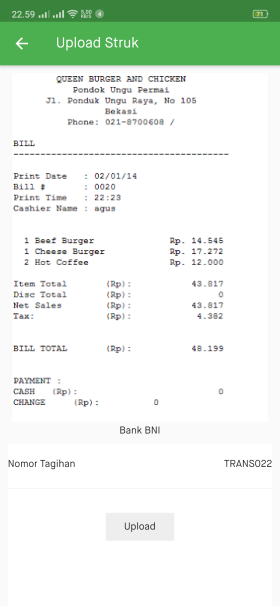 22.59
Upload Struk
QUEEN BURGER AND CHICKEN
Pondok Ungu Permai
Jl. Ponduk Ungu Raya, No 105
Bekasi
Phone: 021-8700608 /
BILL
Print Date : 02/01/14
Bill # : 0020
Print Time : 22:23
Cashier Name : agus
1 Beef Burger Rp. 14.545
1 Cheese Burger Rp. 17.272
2 Hot Coffee Rp. 12.000
Item Total (Rp): 43.817
Disc Total (Rp): 0
Net Sales (Rp): 43.817
Tax: (Rp): 4.382
BILL TOTAL (Rp): 48.199
PAYMENT :
CASH (Rp): 0
CHANGE (Rp): 0
Bank BNI
Nomor Tagihan TRANS022
Upload